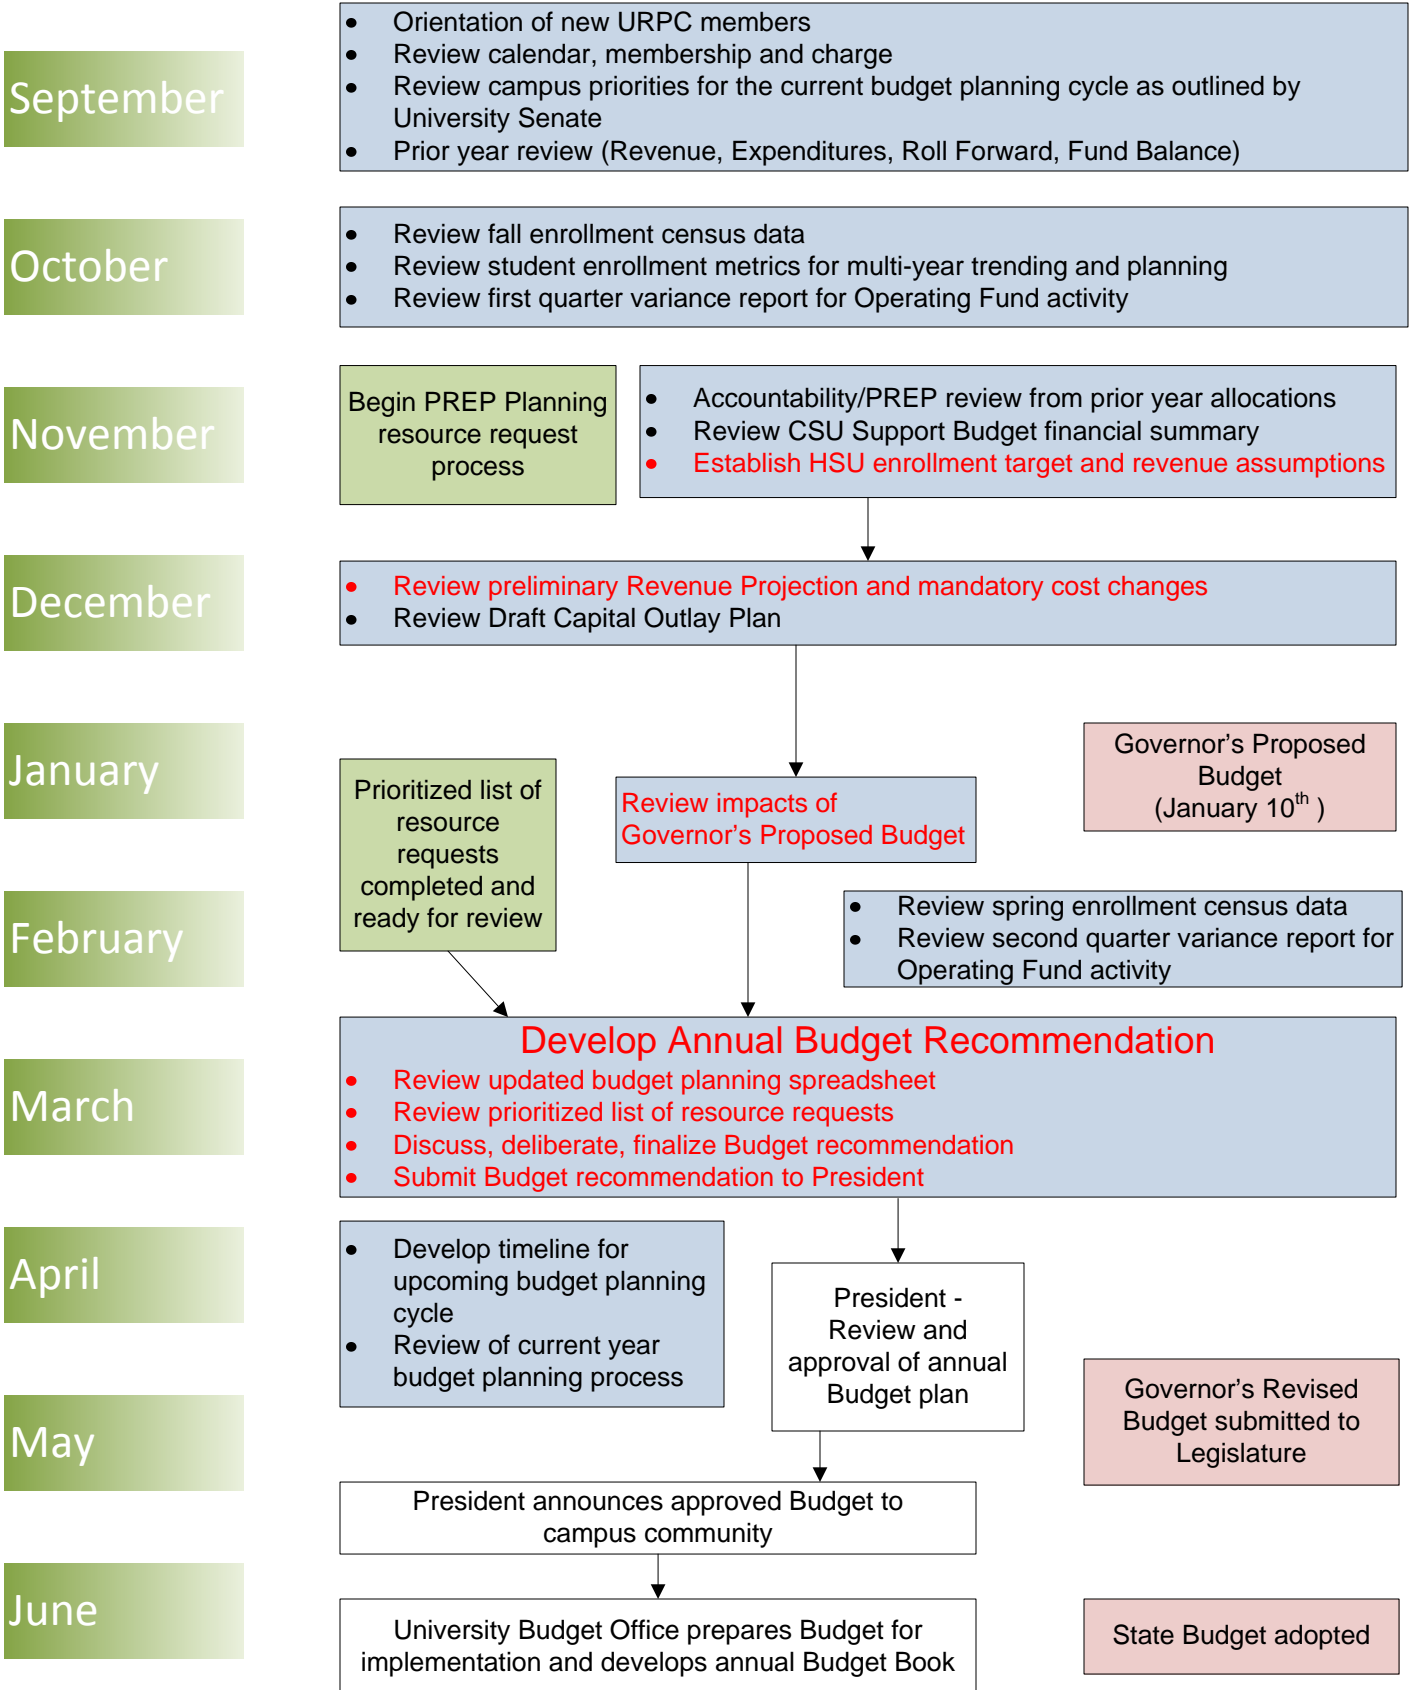 September
• Orientation of new URPC members
• Review calendar, membership and charge
• Review campus priorities for the current budget planning cycle as outlined by
University Senate
• Prior year review (Revenue, Expenditures, Roll Forward, Fund Balance)
October
• Review fall enrollment census data
• Review student enrollment metrics for multi-year trending and planning
• Review first quarter variance report for Operating Fund activity
November
Begin PREP Planning
resource request
process
• Accountability/PREP review from prior year allocations
• Review CSU Support Budget financial summary
• Establish HSU enrollment target and revenue assumptions
December
• Review preliminary Revenue Projection and mandatory cost changes
• Review Draft Capital Outlay Plan
January
Governor's Proposed
Budget
(January 10th )
Prioritized list of
resource
requests
completed and
ready for review
Review impacts of
Governor's Proposed Budget
February
• Review spring enrollment census data
• Review second quarter variance report for
Operating Fund activity
March
Develop Annual Budget Recommendation
• Review updated budget planning spreadsheet
• Review prioritized list of resource requests
• Discuss, deliberate, finalize Budget recommendation
• Submit Budget recommendation to President
April
• Develop timeline for
upcoming budget planning
cycle
• Review of current year
budget planning process
President -
Review and
approval of annual
Budget plan
May
Governor's Revised
Budget submitted to
Legislature
President announces approved Budget to
campus community
June
University Budget Office prepares Budget for
implementation and develops annual Budget Book
State Budget adopted